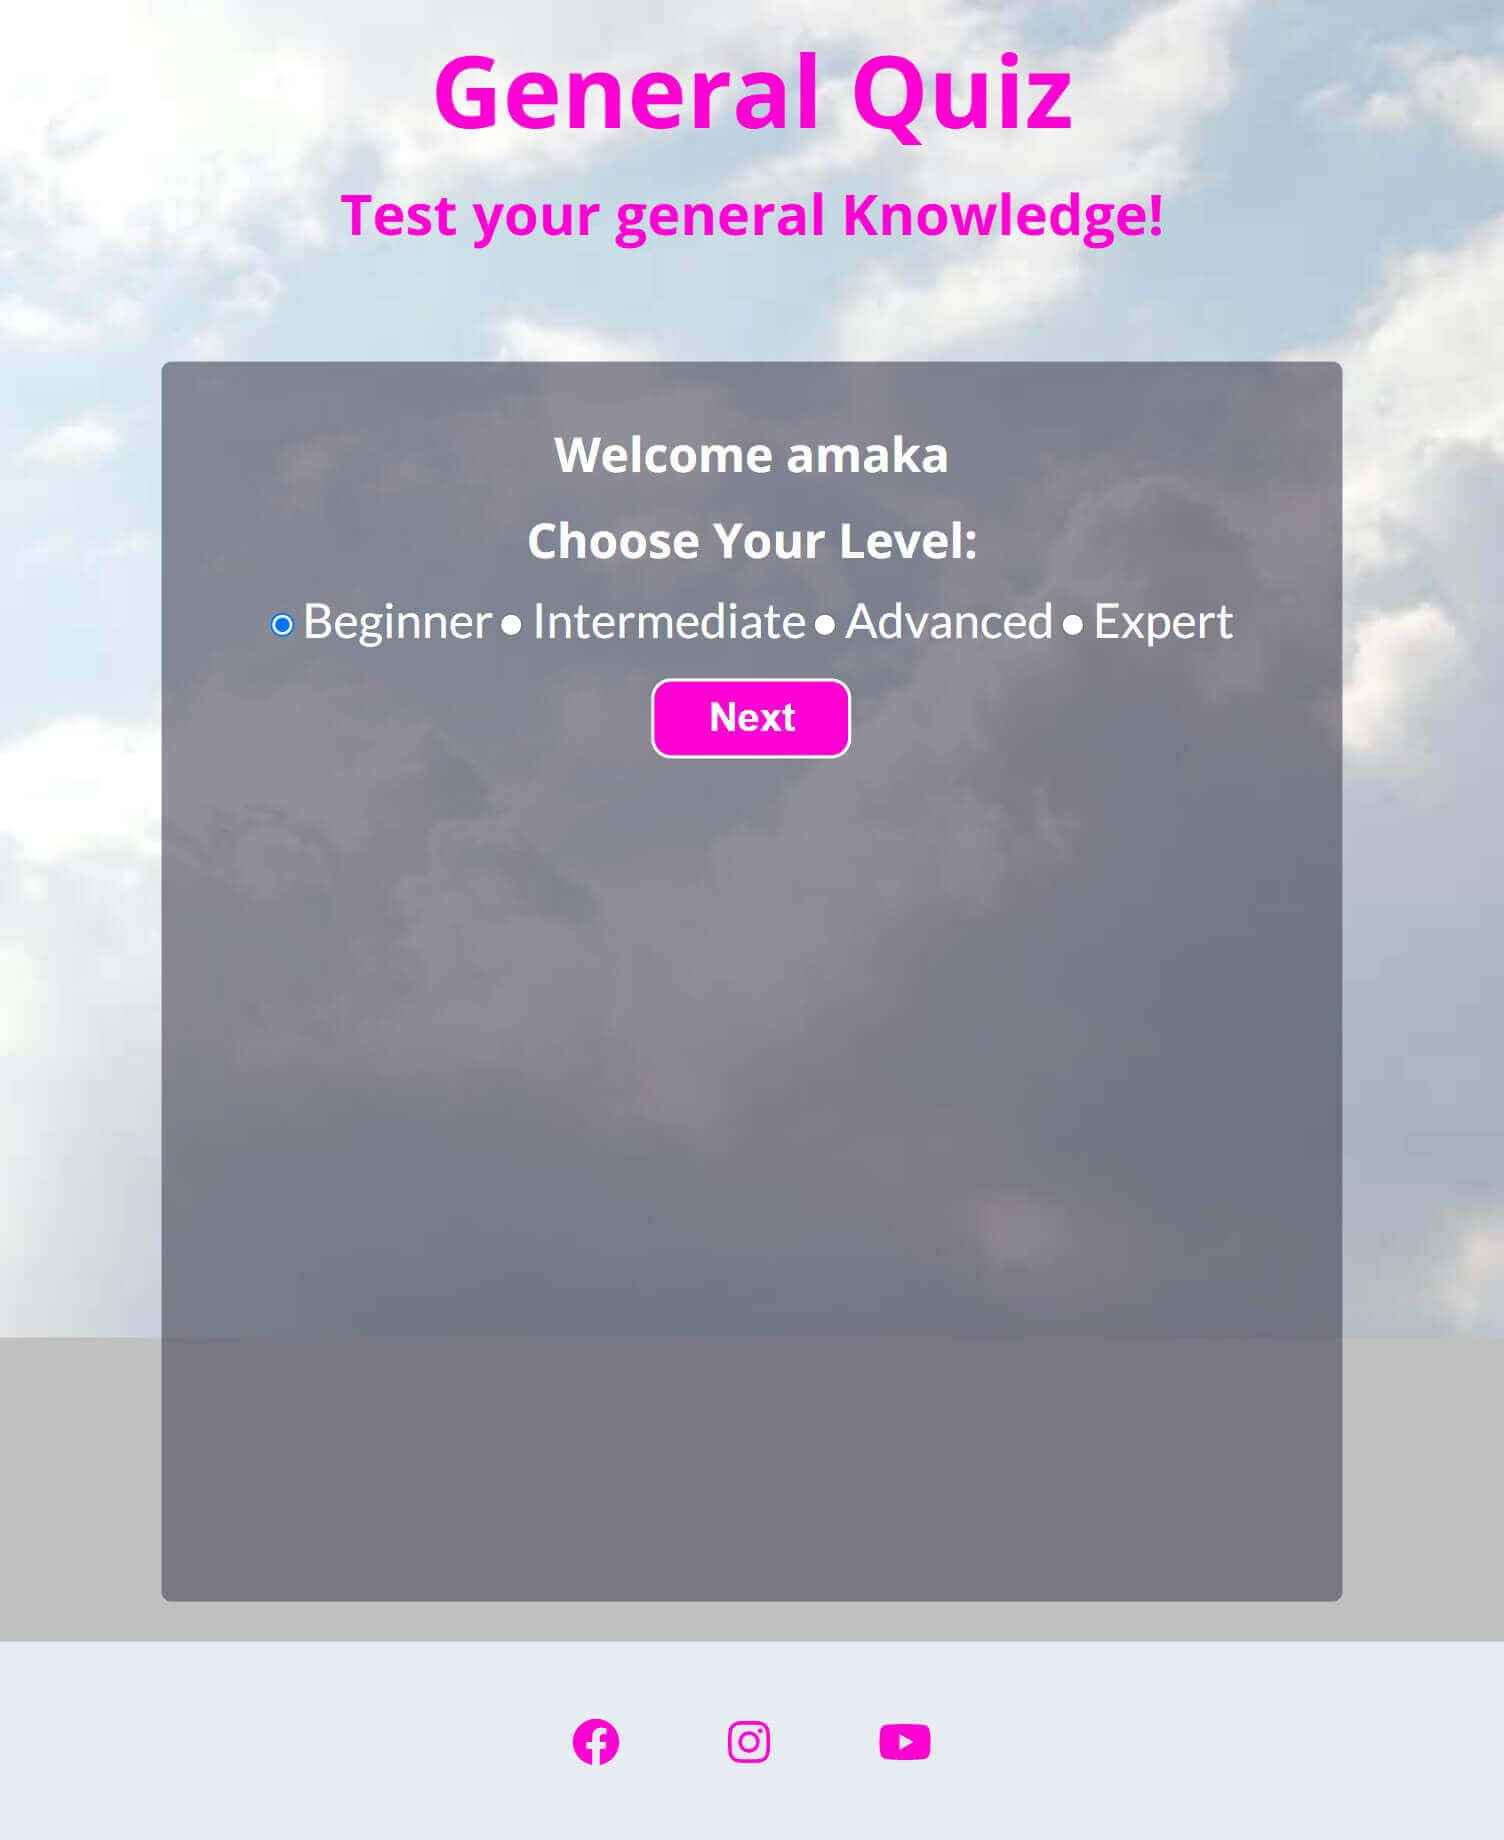 General Quiz
Test your general Knowledge!
Welcome amaka
Choose Your Level:
Beginner Intermediate Advanced Expert
Next